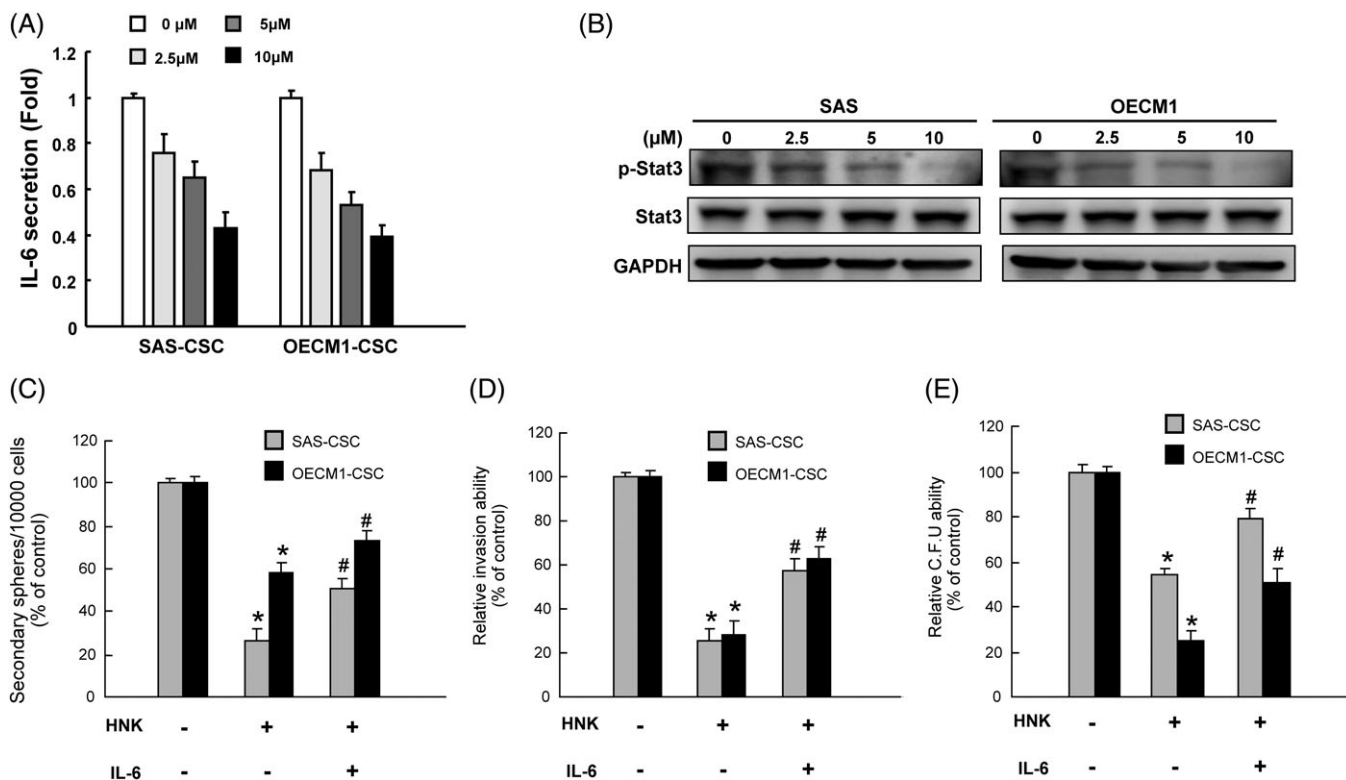 (A)
0 µM
5µM
2.5µM
10µM
IL-6 secretion (Fold)
1.2
1
0.8
0.6
0.4
0.2
0
SAS-CSC
OECM1-CSC
(B)
SAS
OECM1
(µM)
0 2.5 5 10
0 2.5 5 10
p-Stat3
Stat3
GAPDH
(C)
Secondary spheres/10000 cells
(% of control)
120
100
80
60
40
20
0
SAS-CSC
OECM1-CSC
*
*
#
#
HNK - + +
IL-6 - - +
(D)
Relative invasion ability
(% of control)
120
100
80
60
40
20
0
SAS-CSC
OECM1-CSC
*
*
#
#
HNK - + +
IL-6 - - +
(E)
Relative C.F.U ability
(% of control)
120
100
80
60
40
20
0
SAS-CSC
OECM1-CSC
*
*
#
#
HNK - + +
IL-6 - - +